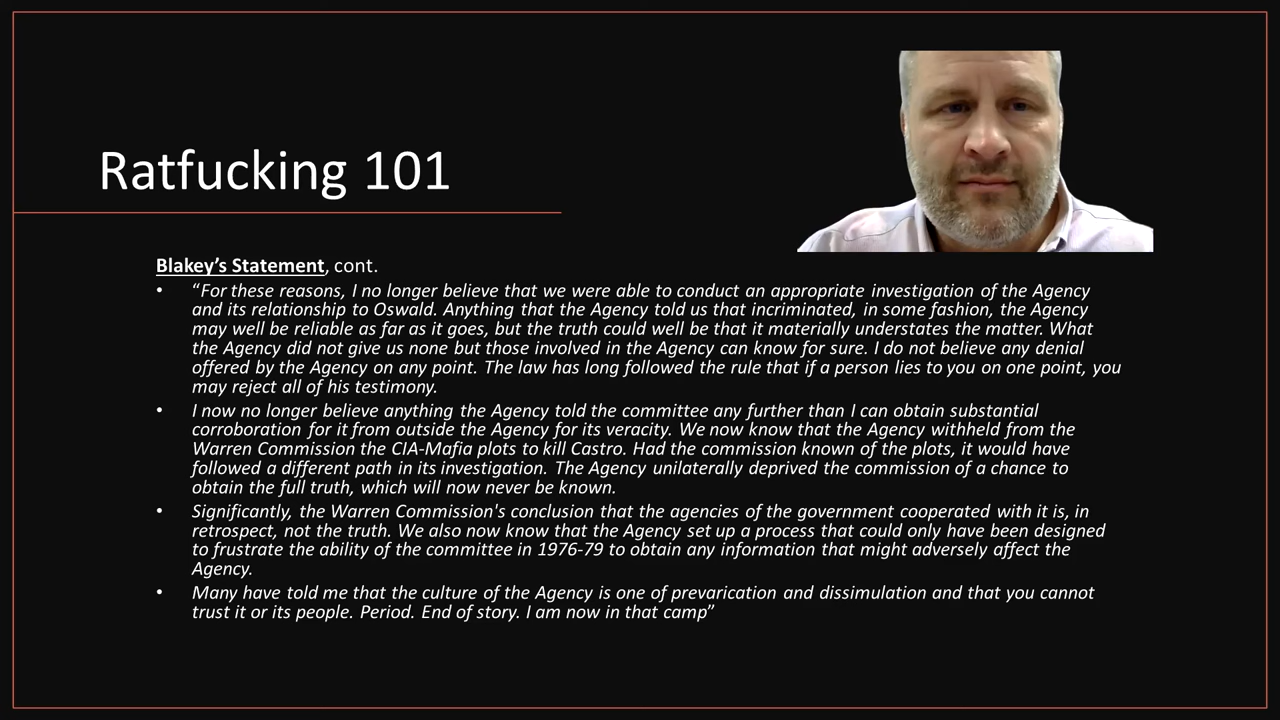 Ratfucking 101
Blakey’s Statement, cont.
• “For these reasons, I no longer believe that we were able to conduct an appropriate investigation of the Agency
and its relationship to Oswald. Anything that the Agency told us that incriminated, in some fashion, the Agency
may well be reliable as far as it goes, but the truth could well be that it materially understates the matter. What
the Agency did not give us none but those involved in the Agency can know for sure. I do not believe any denial
offered by the Agency on any point. The law has long followed the rule that if a person lies to you on one point, you
may reject all of his testimony.
• I now no longer believe anything the Agency told the committee any further than I can obtain substantial
corroboration for it from outside the Agency for its veracity. We now know that the Agency withheld from the
Warren Commission the CIA-Mafia plots to kill Castro. Had the commission known of the plots, it would have
followed a different path in its investigation. The Agency unilaterally deprived the commission of a chance to
obtain the full truth, which will now never be known.
• Significantly, the Warren Commission's conclusion that the agencies of the government cooperated with it is, in
retrospect, not the truth. We also now know that the Agency set up a process that could only have been designed
to frustrate the ability of the committee in 1976-79 to obtain any information that might adversely affect the
Agency.
• Many have told me that the culture of the Agency is one of prevarication and dissimulation and that you cannot
trust it or its people. Period. End of story. I am now in that camp”